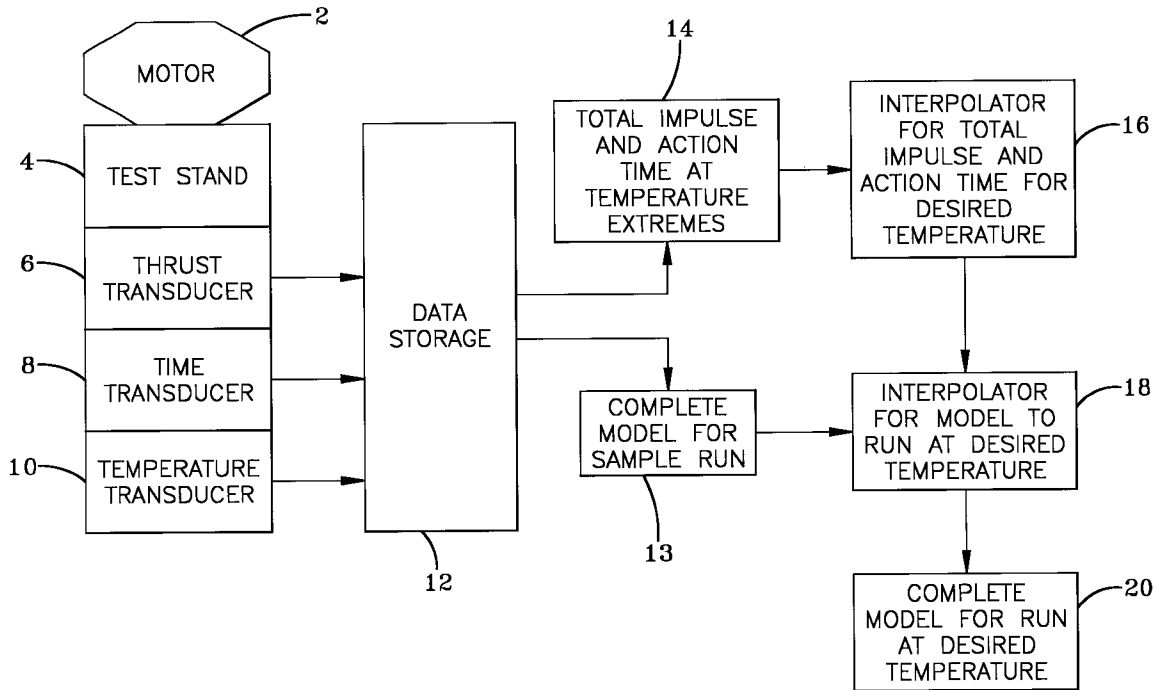 2
MOTOR
4
TEST STAND
6
THRUST
TRANSDUCER
8
TIME
TRANSDUCER
10
TEMPERATURE
TRANSDUCER
DATA
STORAGE
12
14
TOTAL IMPULSE
AND ACTION
TIME AT
TEMPERATURE
EXTREMES
COMPLETE
MODEL FOR
SAMPLE RUN
13
INTERPOLATOR
FOR TOTAL
IMPULSE AND
ACTION TIME FOR
DESIRED
TEMPERATURE
16
INTERPOLATOR
FOR MODEL TO
RUN AT DESIRED
TEMPERATURE
18
COMPLETE
MODEL FOR RUN
AT DESIRED
TEMPERATURE
20